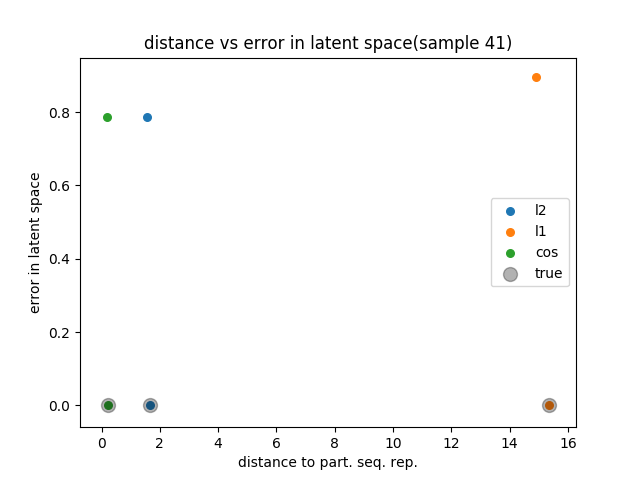 distance vs error in latent space(sample 41)
error in latent space
0.8
0.6
0.4
0.2
0.0
l2
l1
cos
true
0 2 4 6 8 10 12 14 16
distance to part. seq. rep.